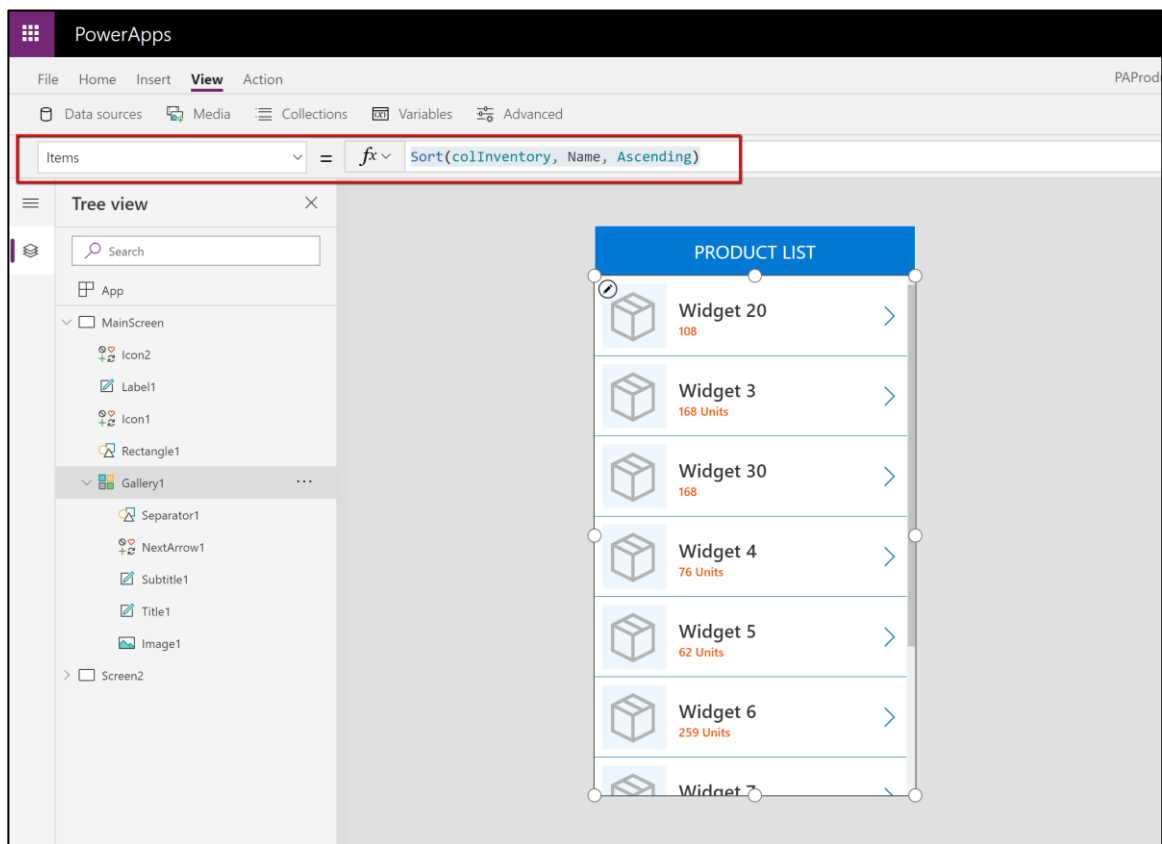 PowerApps
File Home Insert View Action PAProdu
Data sources Media Collections (x) Variables Advanced
Items = fx Sort(colInventory, Name, Ascending)
Tree view
Search
App
MainScreen
Icon2
Label1
Icon1
Rectangle1
Gallery1 ...
Separator1
NextArrow1
Subtitle1
Title1
Image1
Screen2
PRODUCT LIST
Widget 20
108
Widget 3
168 Units
Widget 30
168
Widget 4
76 Units
Widget 5
62 Units
Widget 6
259 Units
Widget 7